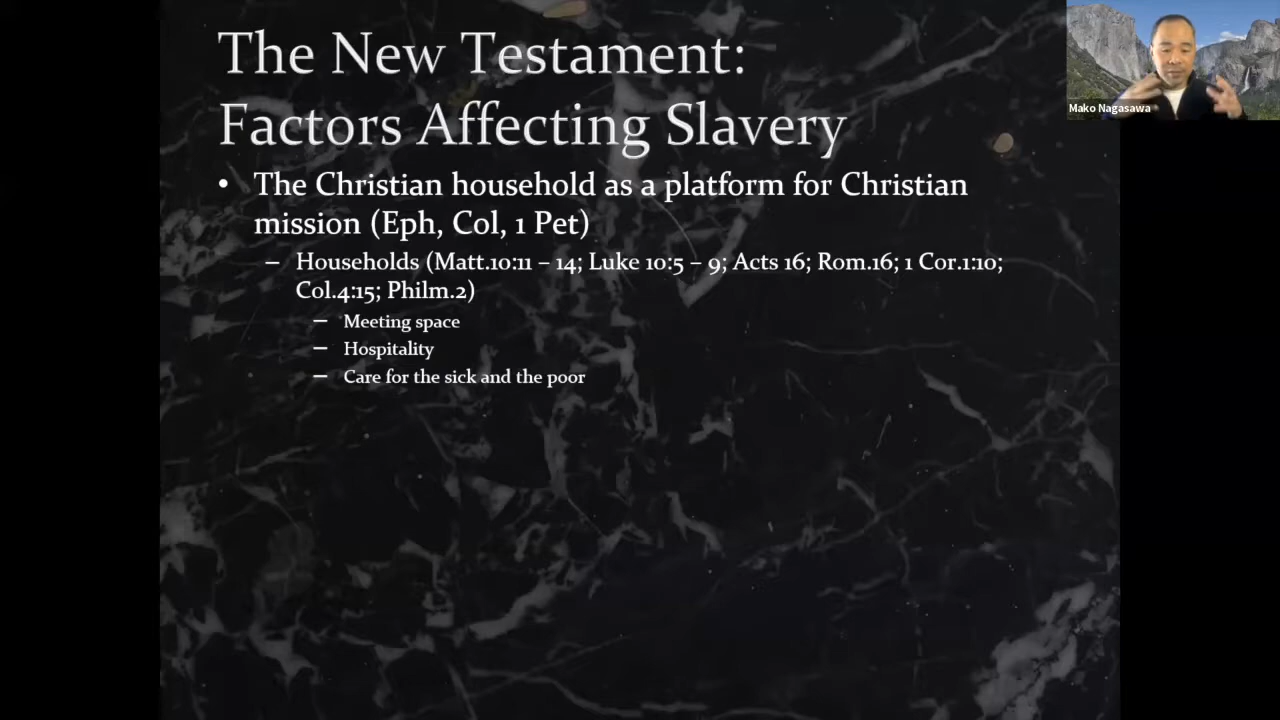 The New Testament:
Factors Affecting Slavery
• The Christian household as a platform for Christian
mission (Eph, Col, 1 Pet)
– Households (Matt.10:11 – 14; Luke 10:5 – 9; Acts 16; Rom.16; 1 Cor.1:10;
Col.4:15; Philm.2)
– Meeting space
– Hospitality
– Care for the sick and the poor
Mako Nagasawa